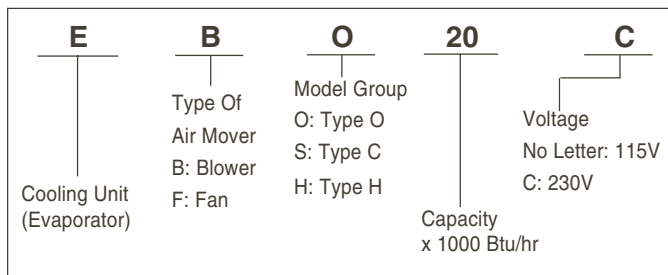 E B O 20 C
Type Of
Air Mover
B: Blower
F: Fan
Model Group
O: Type O
S: Type C
H: Type H
Voltage
No Letter: 115V
C: 230V
Cooling Unit
(Evaporator)
Capacity
x 1000 Btu/hr